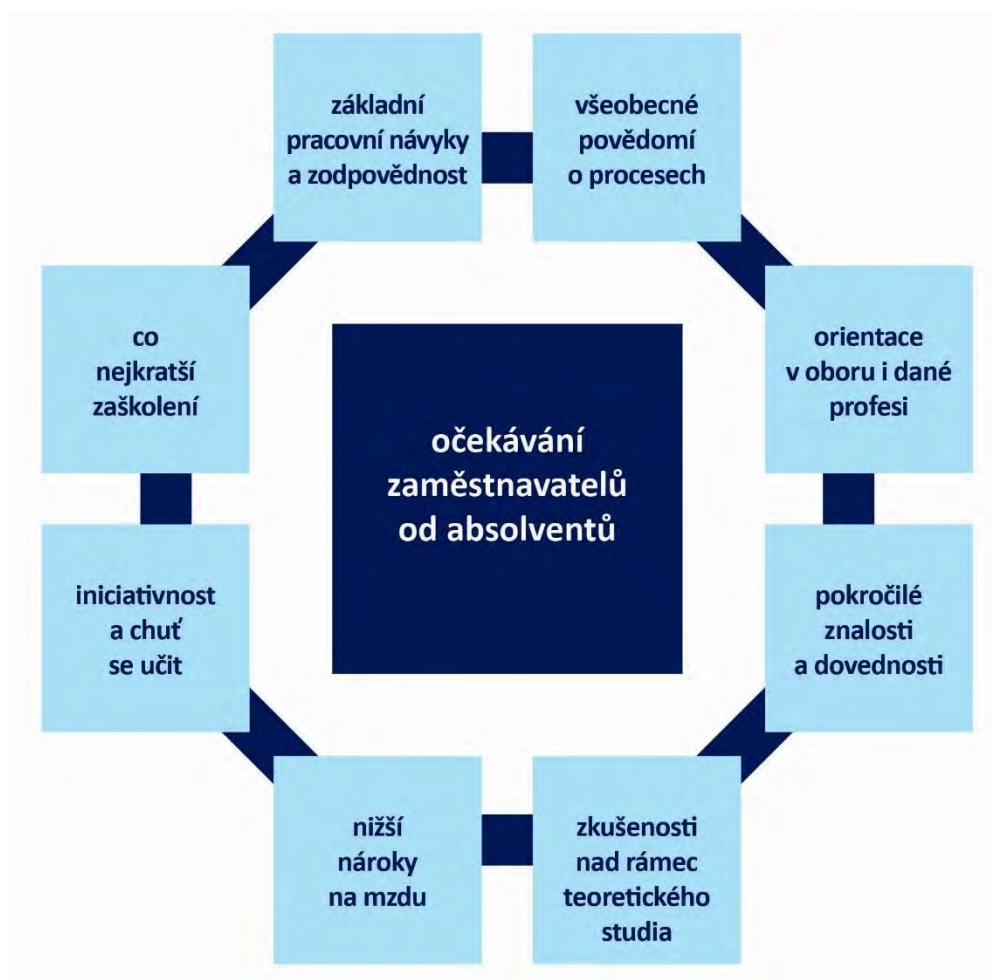 základní
pracovní návyky
a zodpovědnost
všeobecné
povědomí
o procesech
co
nejkratší
zaškolení
orientace
v oboru i dané
profesi
očekávání
zaměstnavatelů
od absolventů
iniciativnost
a chuť
se učit
pokročilé
znalosti
a dovednosti
nižší
nároky
na mzdu
zkušenosti
nad rámec
teoretického
studia